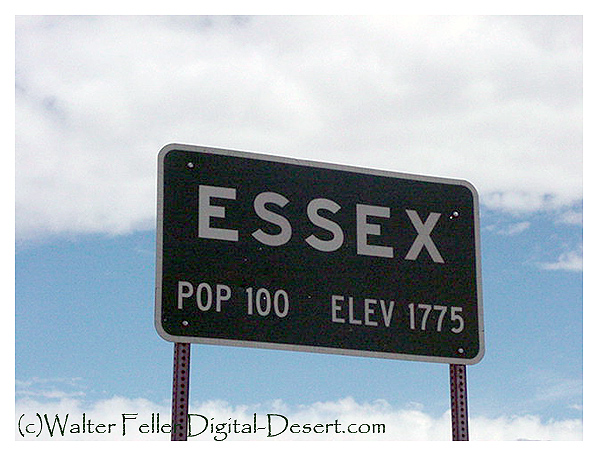 ESSEX
POP 100 ELEV 1775
(c)Walter Feller Digital-Desert.com